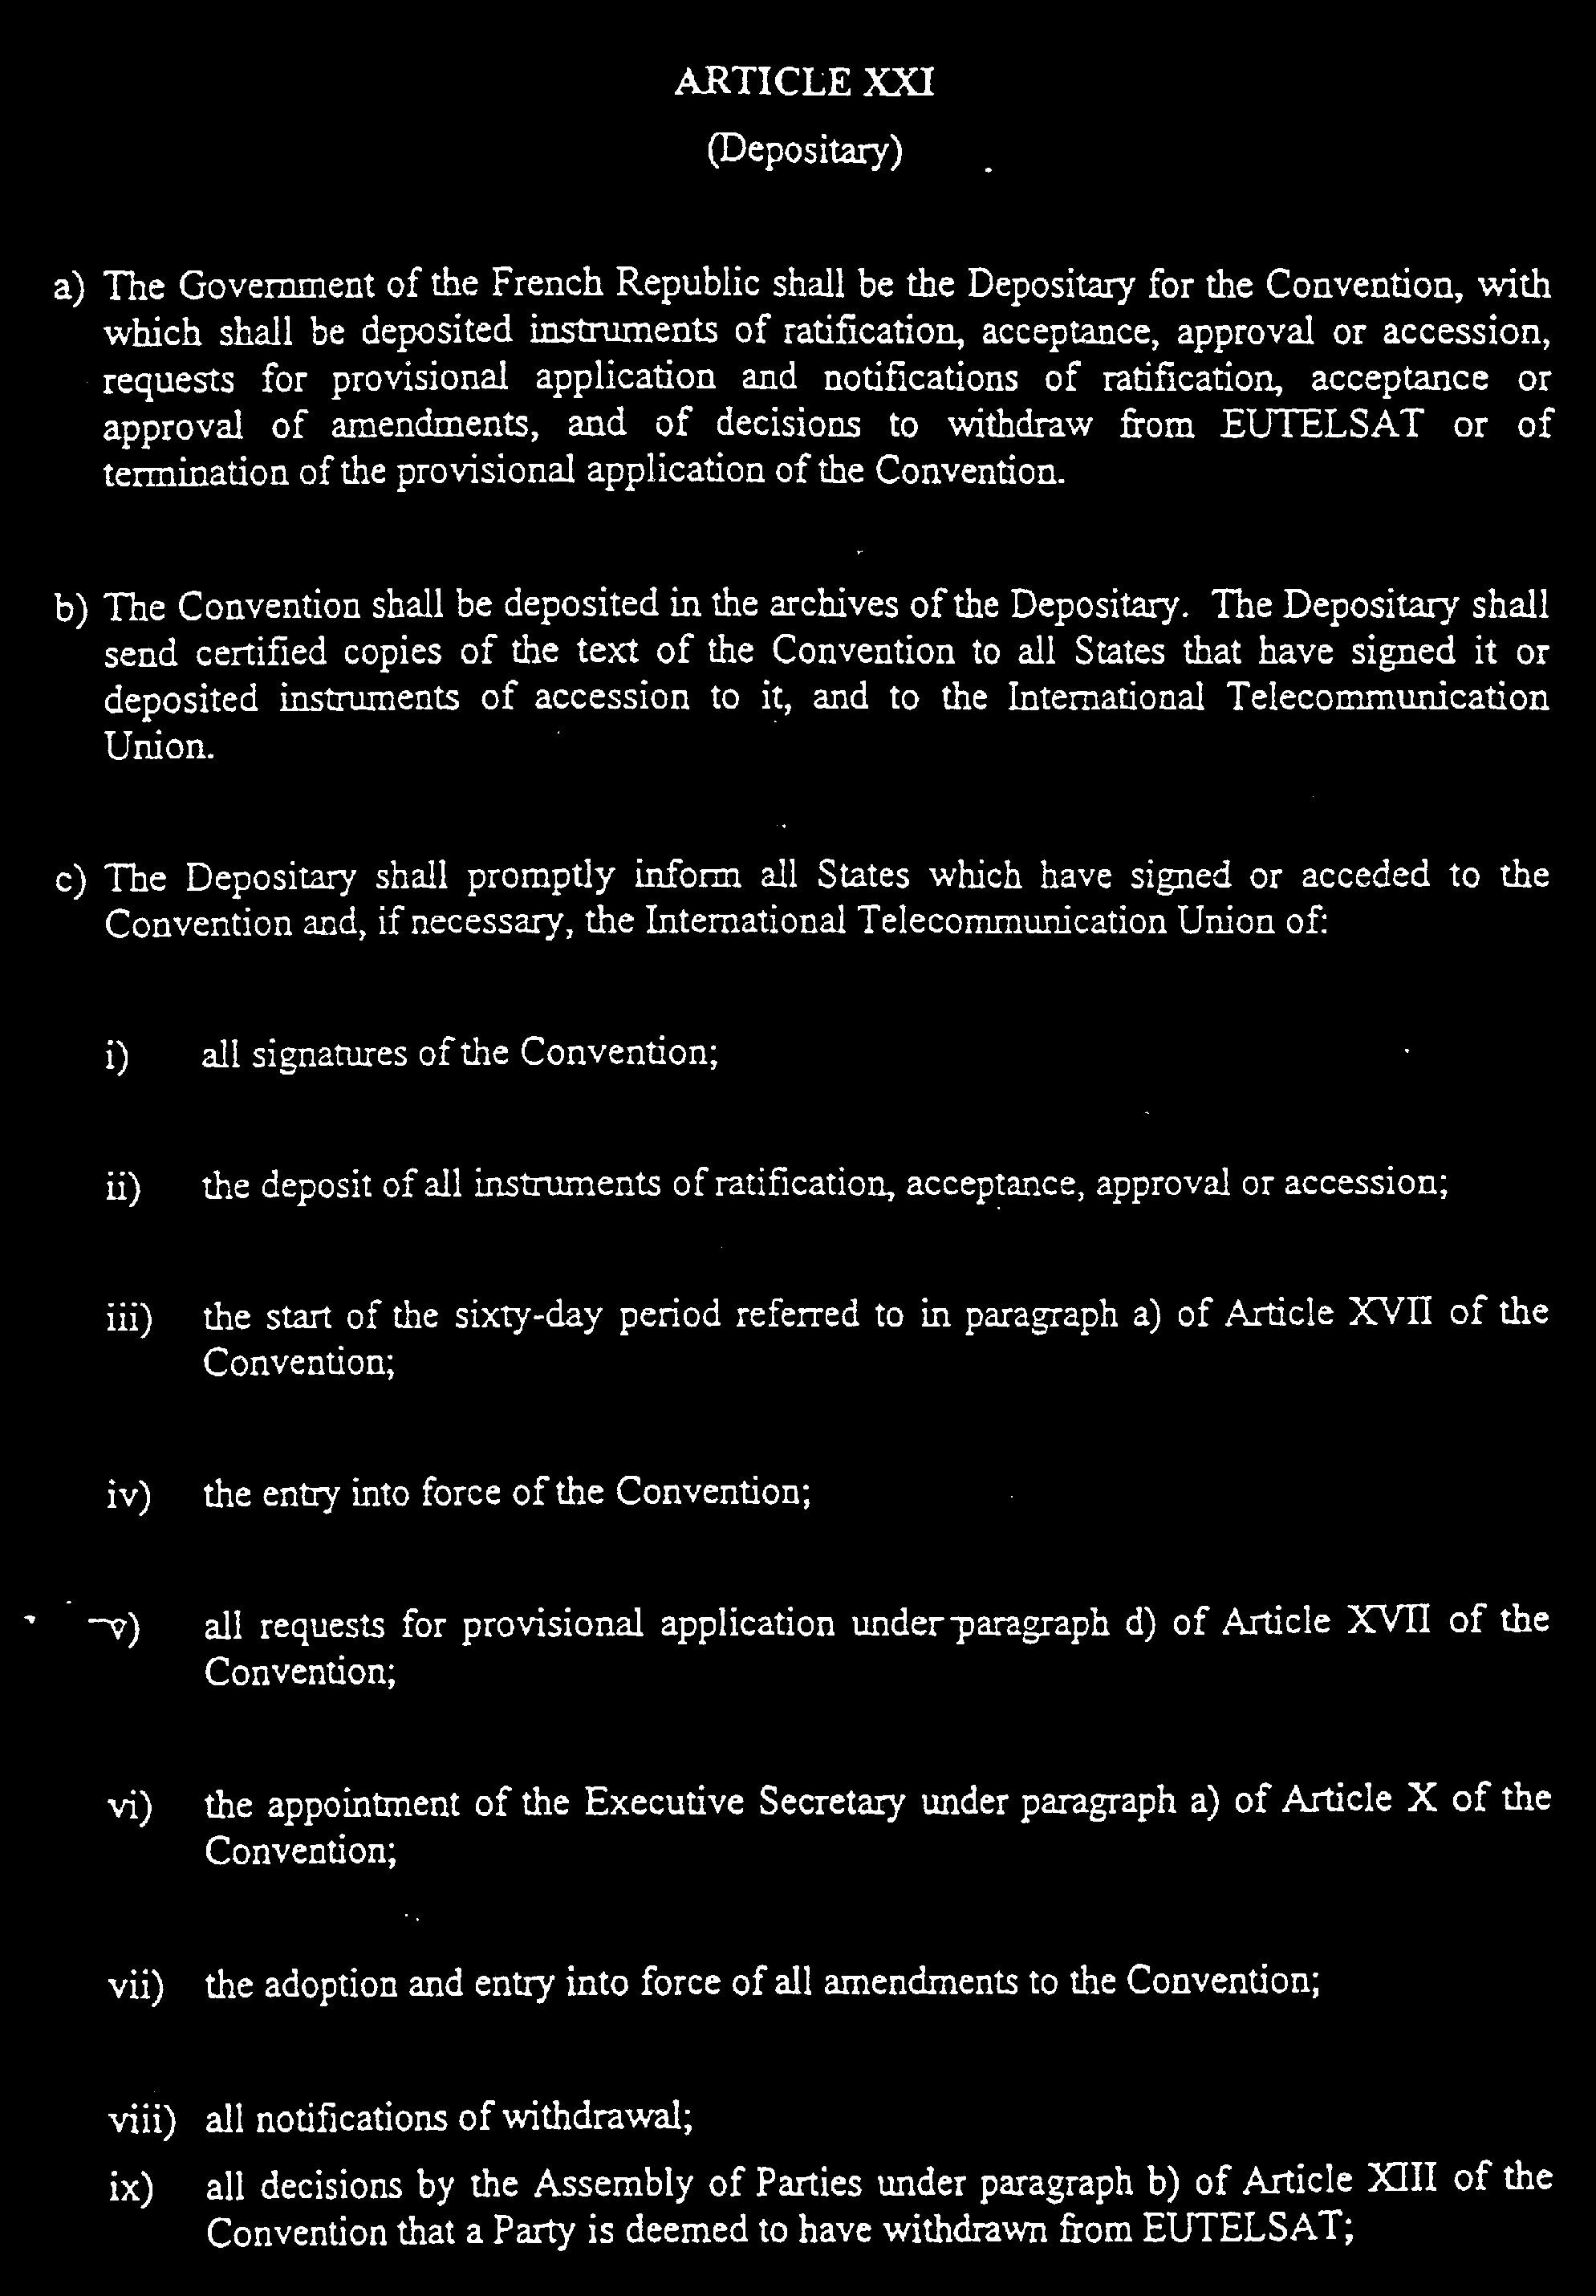 ARTICLE XXI
(Depositary)
a) The Government of the French Republic shall be the Depositary for the Convention, with
which shall be deposited instruments of ratification, acceptance, approval or accession,
requests for provisional application and notifications of ratification, acceptance or
approval of amendments, and of decisions to withdraw from EUTELSAT or of
termination of the provisional application of the Convention.
b) The Convention shall be deposited in the archives of the Depositary. The Depositary shall
send certified copies of the text of the Convention to all States that have signed it or
deposited instruments of accession to it, and to the International Telecommunication
Union.
c) The Depositary shall promptly inform all States which have signed or acceded to the
Convention and, if necessary, the International Telecommunication Union of:
i) all signatures of the Convention;
ii) the deposit of all instruments of ratification, acceptance, approval or accession;
iii) the start of the sixty-day period referred to in paragraph a) of Article XVII of the
Convention;
iv) the entry into force of the Convention;
v) all requests for provisional application under paragraph d) of Article XVII of the
Convention;
vi) the appointment of the Executive Secretary under paragraph a) of Article X of the
Convention;
vii) the adoption and entry into force of all amendments to the Convention;
viii) all notifications of withdrawal;
ix) all decisions by the Assembly of Parties under paragraph b) of Article XIII of the
Convention that a Party is deemed to have withdrawn from EUTELSAT;